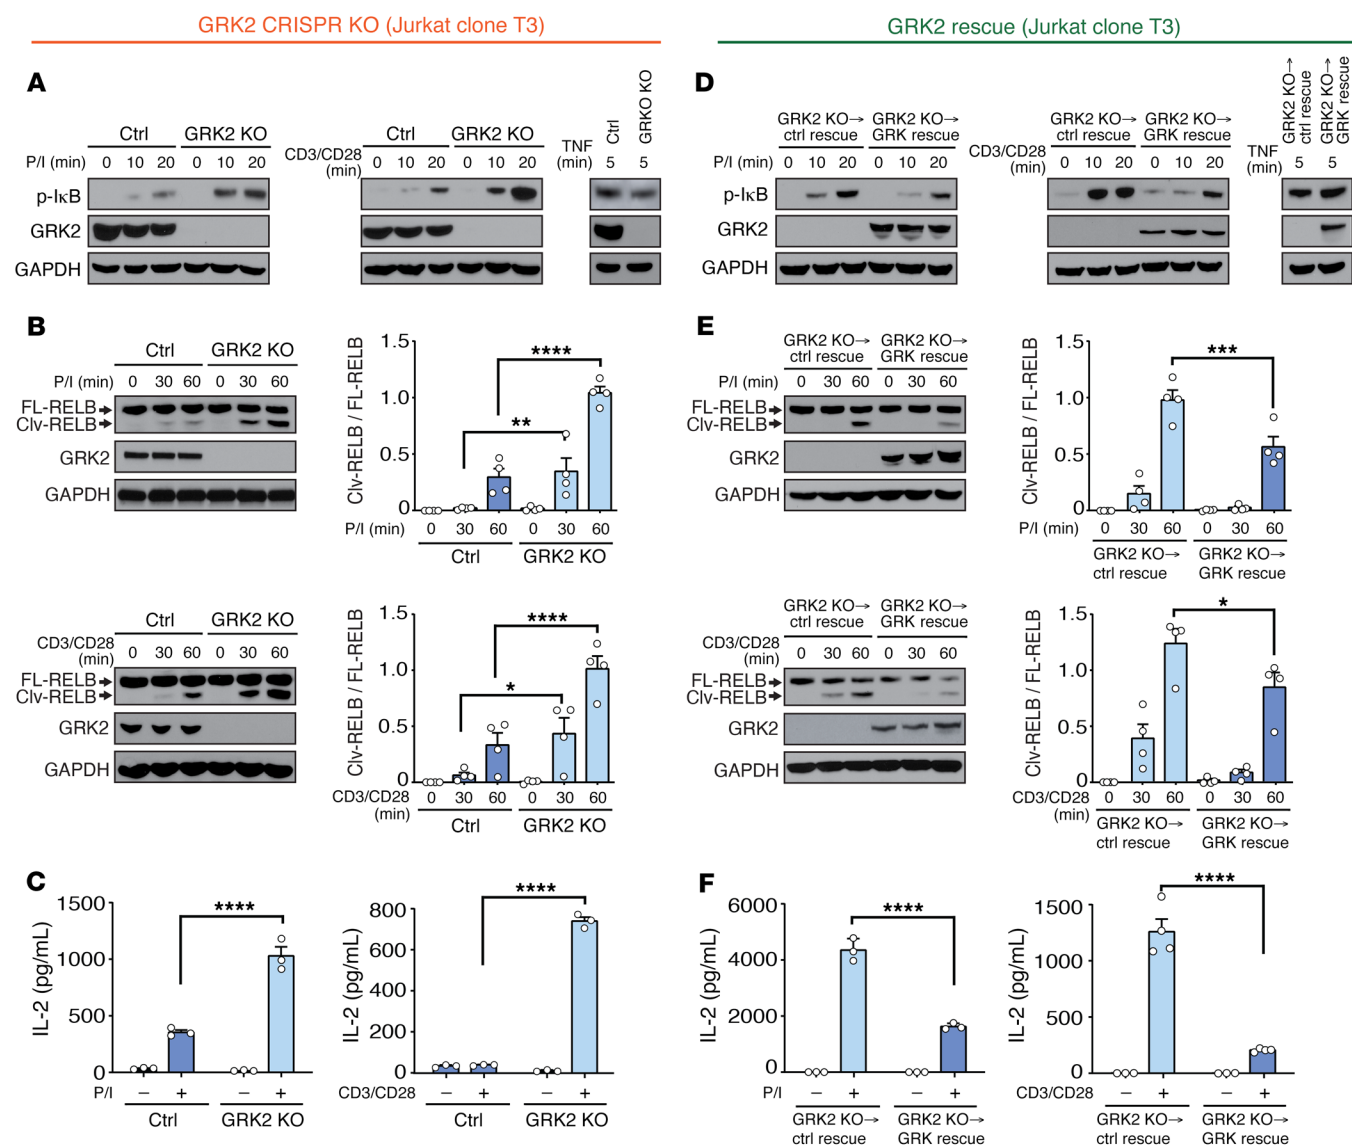 GRK2 CRISPR KO (Jurkat clone T3)
GRK2 rescue (Jurkat clone T3)
A
Ctrl GRK2 KO
P/I (min) 0 10 20 0 10 20
p-IκB
GRK2
GAPDH
Ctrl GRK2 KO
CD3/CD28 (min) 0 10 20 0 10 20
TNF (min)
Ctrl
GRKO KO
5 5
D
GRK2 KO→ ctrl rescue
GRK2 KO→ GRK rescue
P/I (min) 0 10 20 0 10 20
p-IκB
GRK2
GAPDH
GRK2 KO→ ctrl rescue
GRK2 KO→ GRK rescue
CD3/CD28 (min) 0 10 20 0 10 20
TNF (min)
GRK2 KO→ ctrl rescue
GRK2 KO→ GRK rescue
5 5
B
Ctrl GRK2 KO
P/I (min) 0 30 60 0 30 60
FL-RELB
Clv-RELB
GRK2
GAPDH
Clv-RELB / FL-RELB
1.5
1.0
0.5
0
**
****
P/I (min) 0 30 60 0 30 60
Ctrl GRK2 KO
Ctrl GRK2 KO
CD3/CD28 (min) 0 30 60 0 30 60
FL-RELB
Clv-RELB
GRK2
GAPDH
Clv-RELB / FL-RELB
1.5
1.0
0.5
0
*
****
CD3/CD28 (min) 0 30 60 0 30 60
Ctrl GRK2 KO
E
GRK2 KO→ ctrl rescue
GRK2 KO→ GRK rescue
P/I (min) 0 30 60 0 30 60
FL-RELB
Clv-RELB
GRK2
GAPDH
Clv-RELB / FL-RELB
1.5
1.0
0.5
0
***
P/I (min) 0 30 60 0 30 60
GRK2 KO→ ctrl rescue
GRK2 KO→ GRK rescue
GRK2 KO→ ctrl rescue
GRK2 KO→ GRK rescue
CD3/CD28 (min) 0 30 60 0 30 60
FL-RELB
Clv-RELB
GRK2
GAPDH
Clv-RELB / FL-RELB
1.5
1.0
0.5
0
*
CD3/CD28 (min) 0 30 60 0 30 60
GRK2 KO→ ctrl rescue
GRK2 KO→ GRK rescue
C
IL-2 (pg/mL)
1500
1000
500
0
****
P/I − + − +
Ctrl GRK2 KO
IL-2 (pg/mL)
800
600
400
200
0
****
CD3/CD28 − + − +
Ctrl GRK2 KO
F
IL-2 (pg/mL)
6000
4000
2000
0
****
P/I − + − +
GRK2 KO→ ctrl rescue
GRK2 KO→ GRK rescue
IL-2 (pg/mL)
1500
1000
500
0
****
CD3/CD28 − + − +
GRK2 KO→ ctrl rescue
GRK2 KO→ GRK rescue